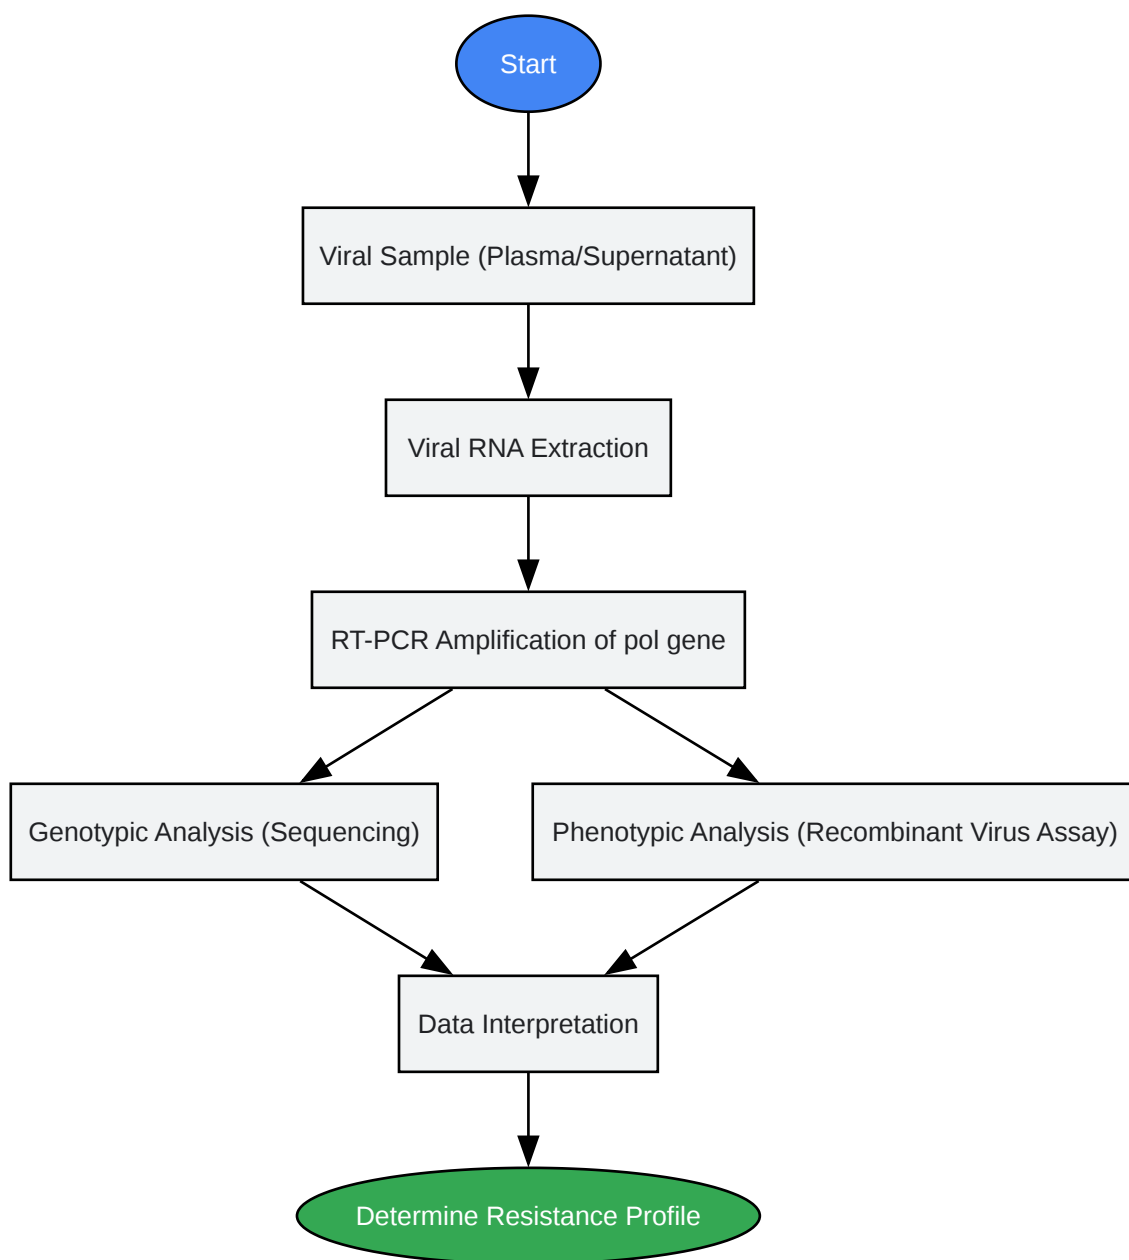 Start
Viral Sample (Plasma/Supernatant)
Viral RNA Extraction
RT-PCR Amplification of pol gene
Genotypic Analysis (Sequencing)
Phenotypic Analysis (Recombinant Virus Assay)
Data Interpretation
Determine Resistance Profile